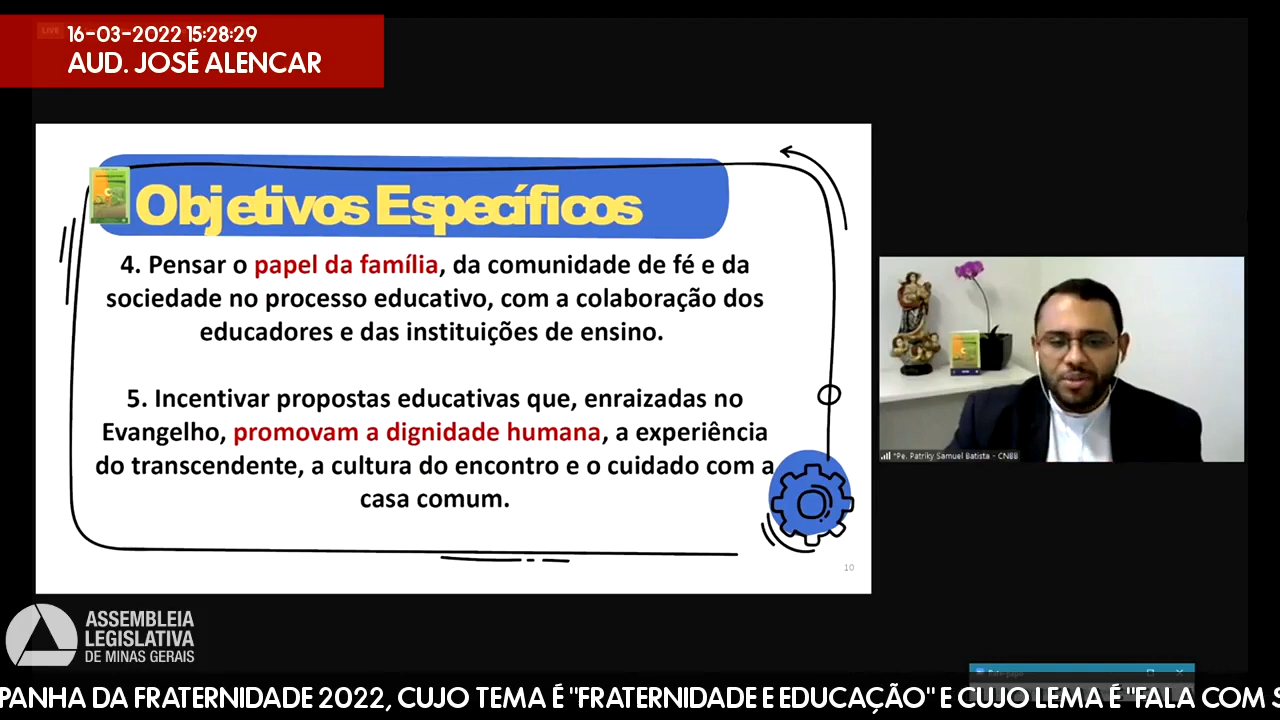 LIVE
16-03-2022 15:28:29
AUD. JOSÉ ALENCAR
Objetivos Específicos
4. Pensar o papel da família, da comunidade de fé e da
sociedade no processo educativo, com a colaboração dos
educadores e das instituições de ensino.
5. Incentivar propostas educativas que, enraizadas no
Evangelho, promovam a dignidade humana, a experiência
do transcendente, a cultura do encontro e o cuidado com a
casa comum.
10
*Pe. Patriky Samuel Batista - CNBB
ASSEMBLEIA
LEGISLATIVA
DE MINAS GERAIS
Bate-papo
PANHA DA FRATERNIDADE 2022, CUJO TEMA É "FRATERNIDADE E EDUCAÇÃO" E CUJO LEMA É "FALA COM S